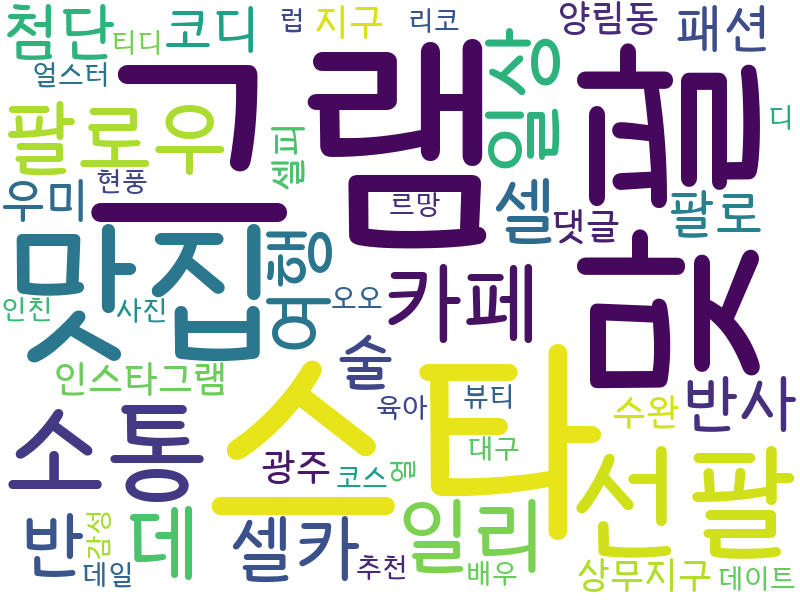 첨단
티디
코디
럽
지구
리코
일상
양림동
패션
얼스터
그램
맞팔
디
팔로우
셀피
우미
현풍
르망
셀
댓글
팔로
맛집
여행
인친
사진
오오
카페
맞
인스타그램
술
육아
뷰티
스타
수완
반사
소통
광주
코스
엘
대구
선팔
반
감성
데
데일
셀카
추천
일리
배우
상무지구
데이트